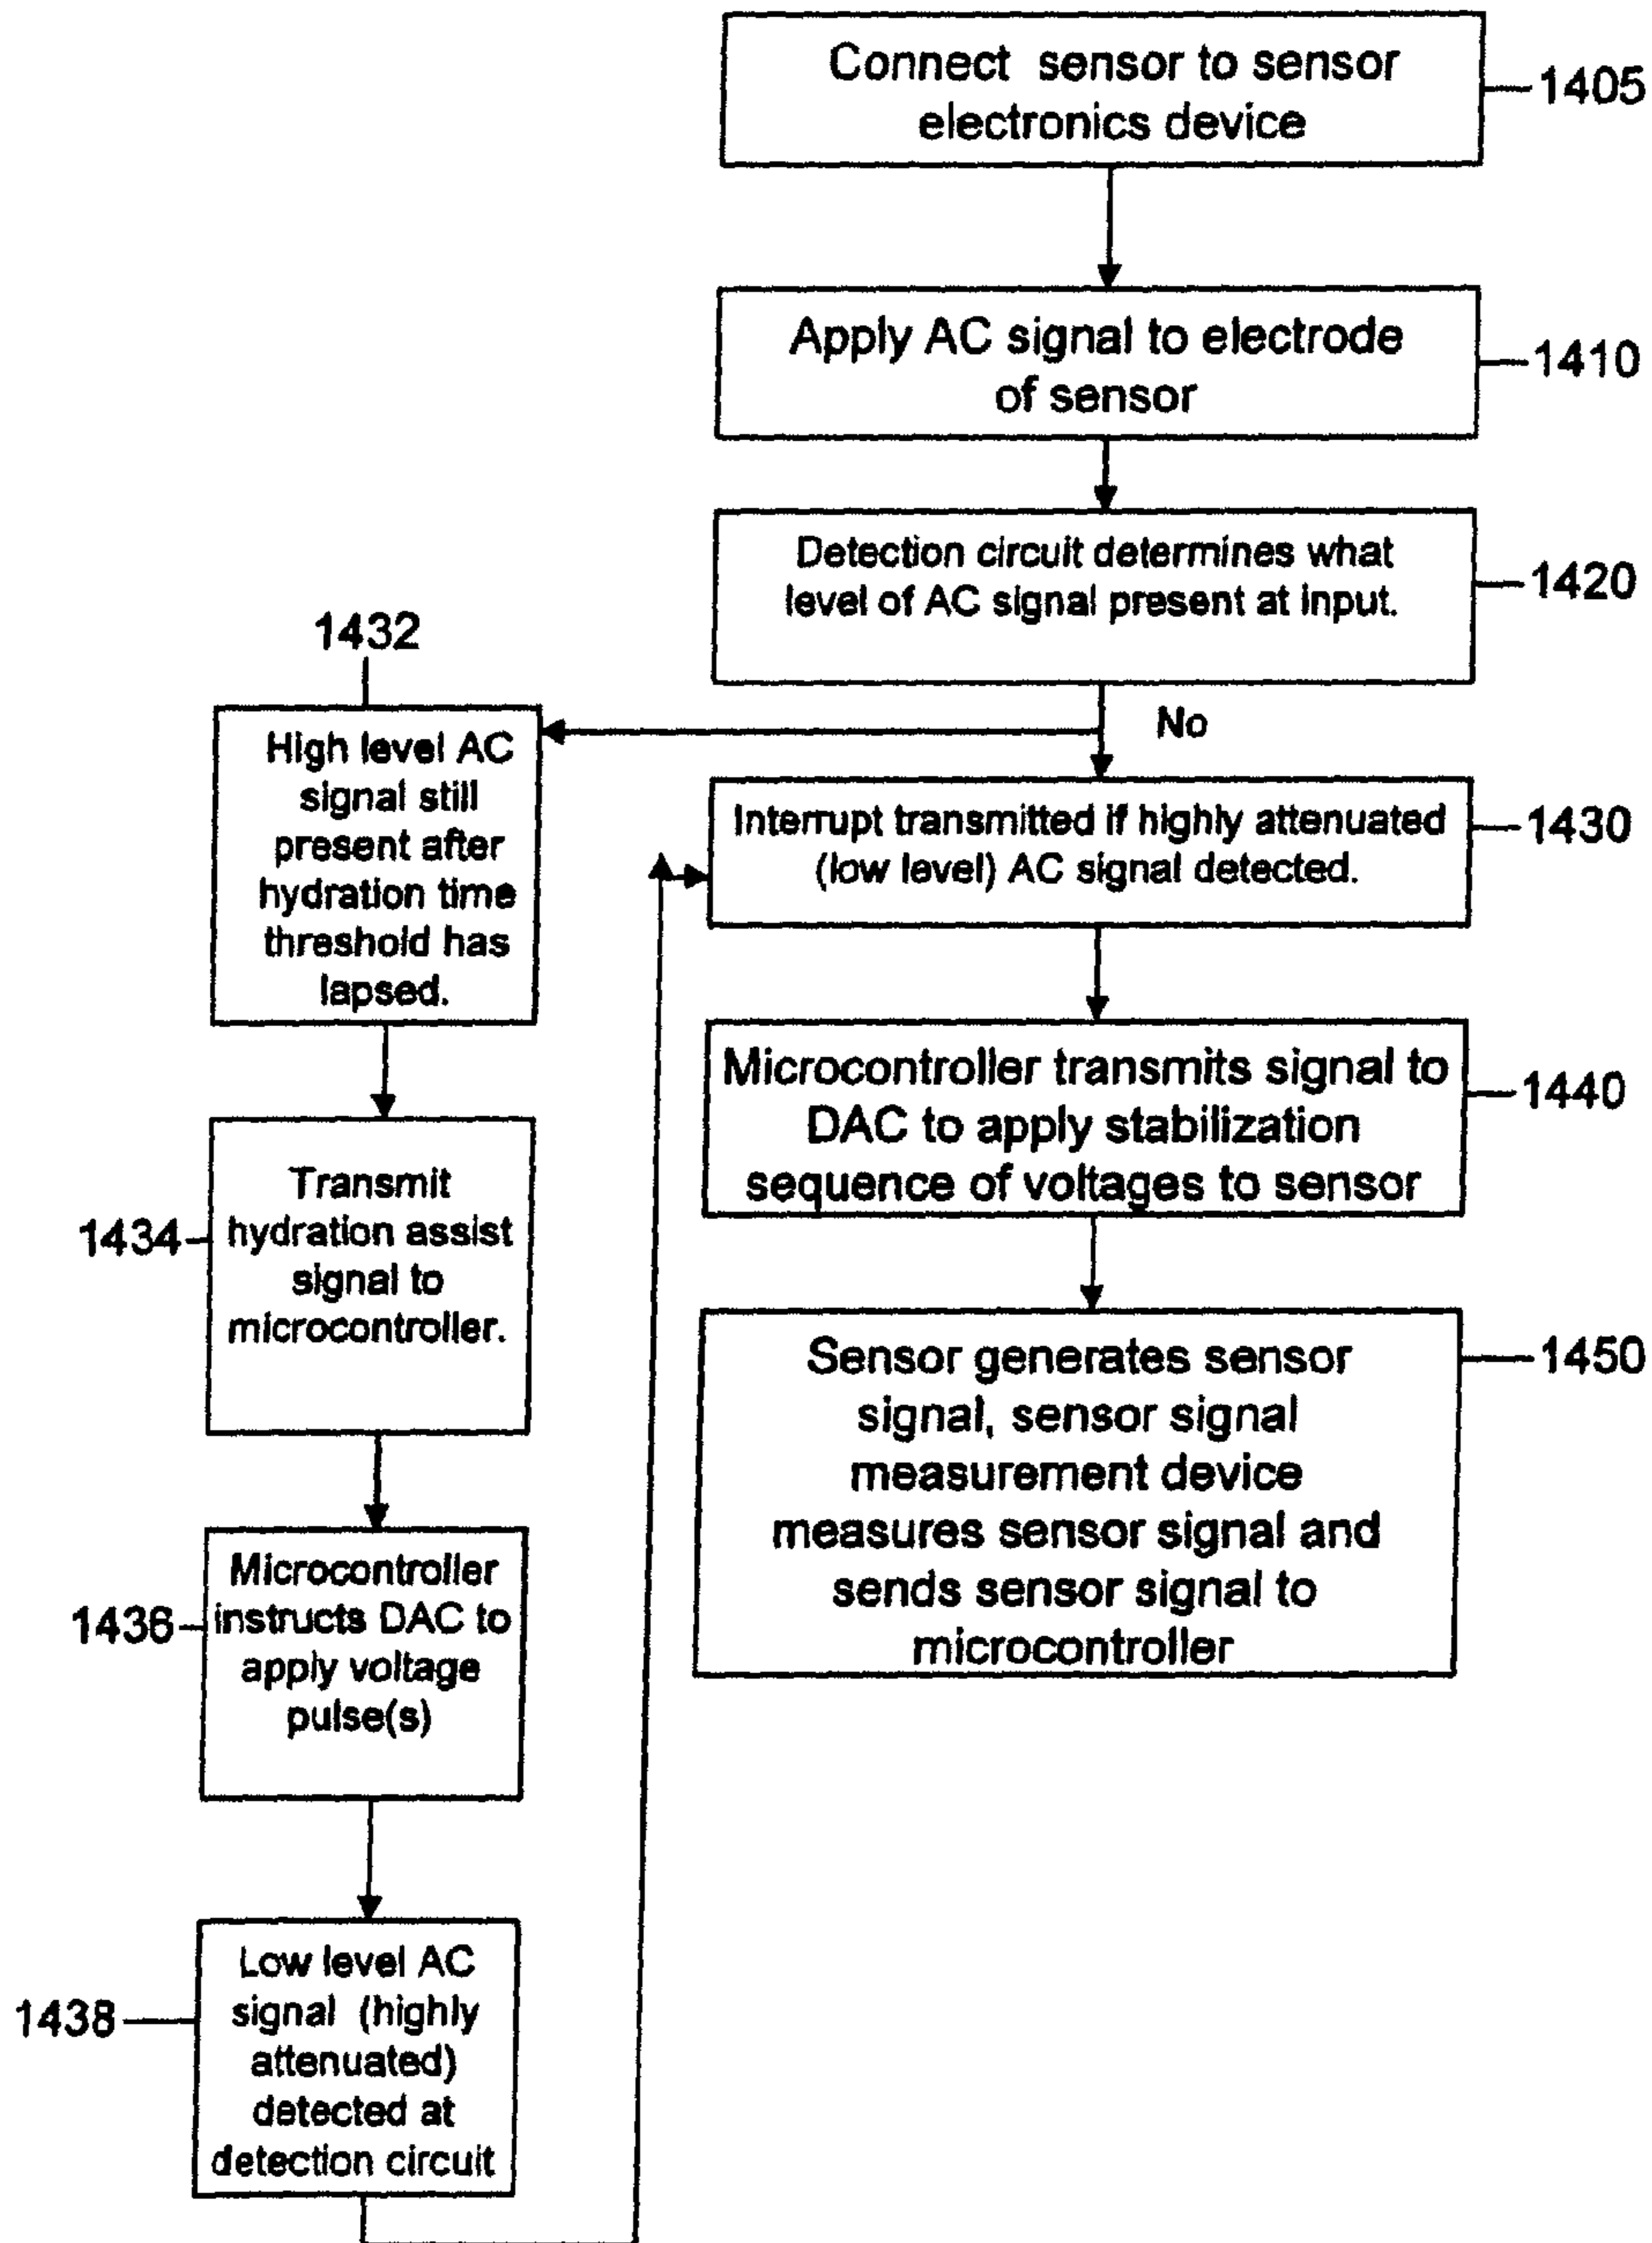 Connect sensor to sensor
electronics device
1405
Apply AC signal to electrode
of sensor
1410
Detection circuit determines what
level of AC signal present at input.
1420
No
1432
High level AC
signal still
present after
hydration time
threshold has
lapsed.
Interrupt transmitted if highly attenuated
(low level) AC signal detected.
1430
Microcontroller transmits signal to
DAC to apply stabilization
sequence of voltages to sensor
1440
1434
Transmit
hydration assist
signal to
microcontroller.
Sensor generates sensor
signal, sensor signal
measurement device
measures sensor signal and
sends sensor signal to
microcontroller
1450
1436
Microcontroller
instructs DAC to
apply voltage
pulse(s)
1438
Low level AC
signal (highly
attenuated)
detected at
detection circuit